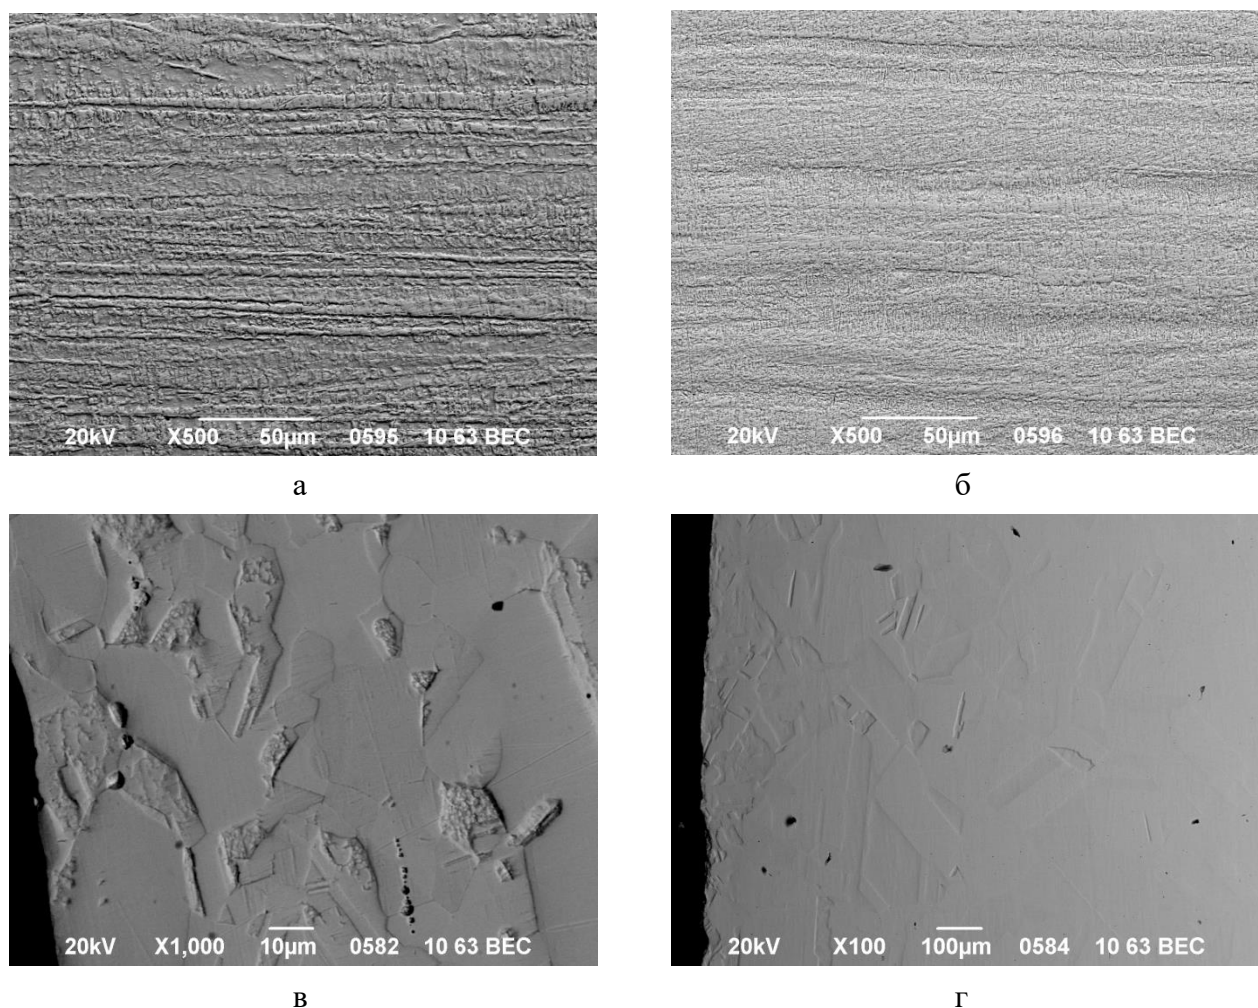 20kV X500 50µm 0595 10 63 BEC
20kV X500 50µm 0596 10 63 BEC
а
б
20kV X1,000 10µm 0582 10 63 BEC
20kV X100 100µm 0584 10 63 BEC
в
г